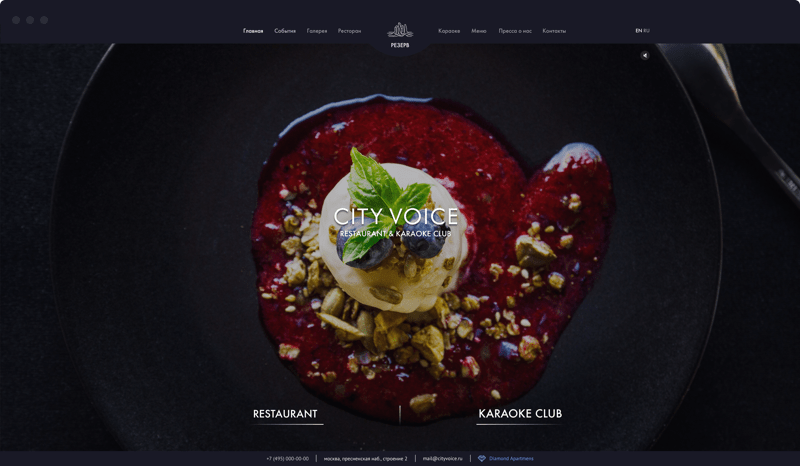 Главная События Галерея Ресторан
РЕЗЕРВ
Караоке Меню Пресса о нас Контакты
EN RU
CITY VOICE
RESTAURANT & KARAOKE CLUB
RESTAURANT
KARAOKE CLUB
+7 (495) 000-00-00 москва, пресненская наб., строение 2 mail@cityvoice.ru Diamond Apartments